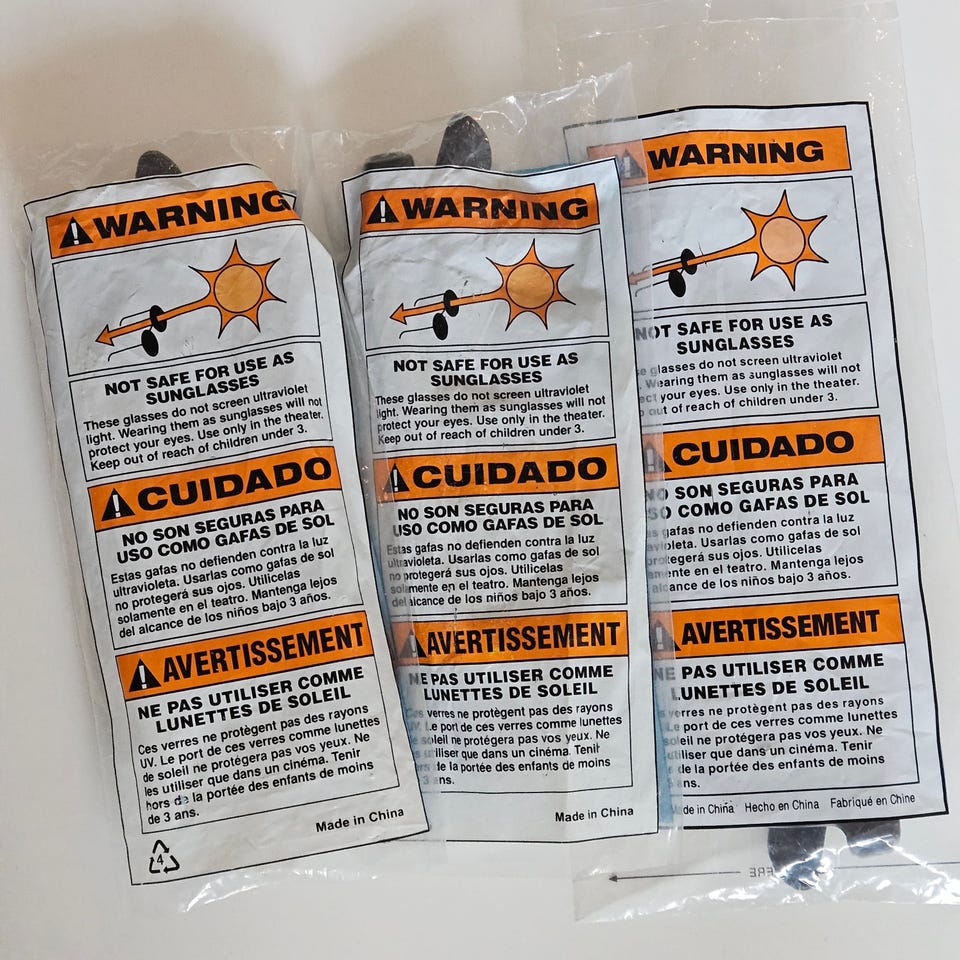 WARNING
NOT SAFE FOR USE AS
SUNGLASSES
These glasses do not screen ultraviolet
light. Wearing them as sunglasses will not
protect your eyes. Use only in the theater.
Keep out of reach of children under 3.
CUIDADO
NO SON SEGURAS PARA
USO COMO GAFAS DE SOL
Estas gafas no defienden contra la luz
ultravioleta. Usarlas como gafas de sol
no protegerá sus ojos. Utilicelas
solamente en el teatro. Mantenga lejos
del alcance de los niños bajo 3 años.
AVERTISSEMENT
NE PAS UTILISER COMME
LUNETTES DE SOLEIL
Ces verres ne protègent pas des rayons
UV. Le port de ces verres comme lunettes
de soleil ne protégera pas vos yeux. Ne
les utiliser que dans un cinéma. Tenir
hors de la portée des enfants de moins
de 3 ans.
Made in China
4
WARNING
NOT SAFE FOR USE AS
SUNGLASSES
These glasses do not screen ultraviolet
light. Wearing them as sunglasses will not
protect your eyes. Use only in the theater.
Keep out of reach of children under 3.
CUIDADO
NO SON SEGURAS PARA
USO COMO GAFAS DE SOL
Estas gafas no defienden contra la luz
ultravioleta. Usarlas como gafas de sol
no protegerá sus ojos. Utilicelas
solamente en el teatro. Mantenga lejos
del alcance de los niños bajo 3 años.
AVERTISSEMENT
NE PAS UTILISER COMME
LUNETTES DE SOLEIL
Ces verres ne protègent pas des rayons
UV. Le port de ces verres comme lunettes
de soleil ne protégera pas vos yeux. Ne
utiliser que dans un cinéma. Tenir
de la portée des enfants de moins
3 ans.
Made in China
WARNING
NOT SAFE FOR USE AS
SUNGLASSES
glasses do not screen ultraviolet
Wearing them as sunglasses will not
your eyes. Use only in the theater.
out of reach of children under 3.
CUIDADO
NO SON SEGURAS PARA
USO COMO GAFAS DE SOL
gafas no defienden contra la luz
Usarlas como gafas de sol
protegerá sus ojos. Utilicelas
en el teatro. Mantenga lejos
alcance de los niños bajo 3 años.
AVERTISSEMENT
NE PAS UTILISER COMME
LUNETTES DE SOLEIL
verres ne protègent pas des rayons
Le port de ces verres comme lunettes
soleil ne protégera pas vos yeux. Ne
utiliser que dans un cinéma. Tenir
de la portée des enfants de moins
ans.
Made in China Hecho en China Fabriqué en Chine